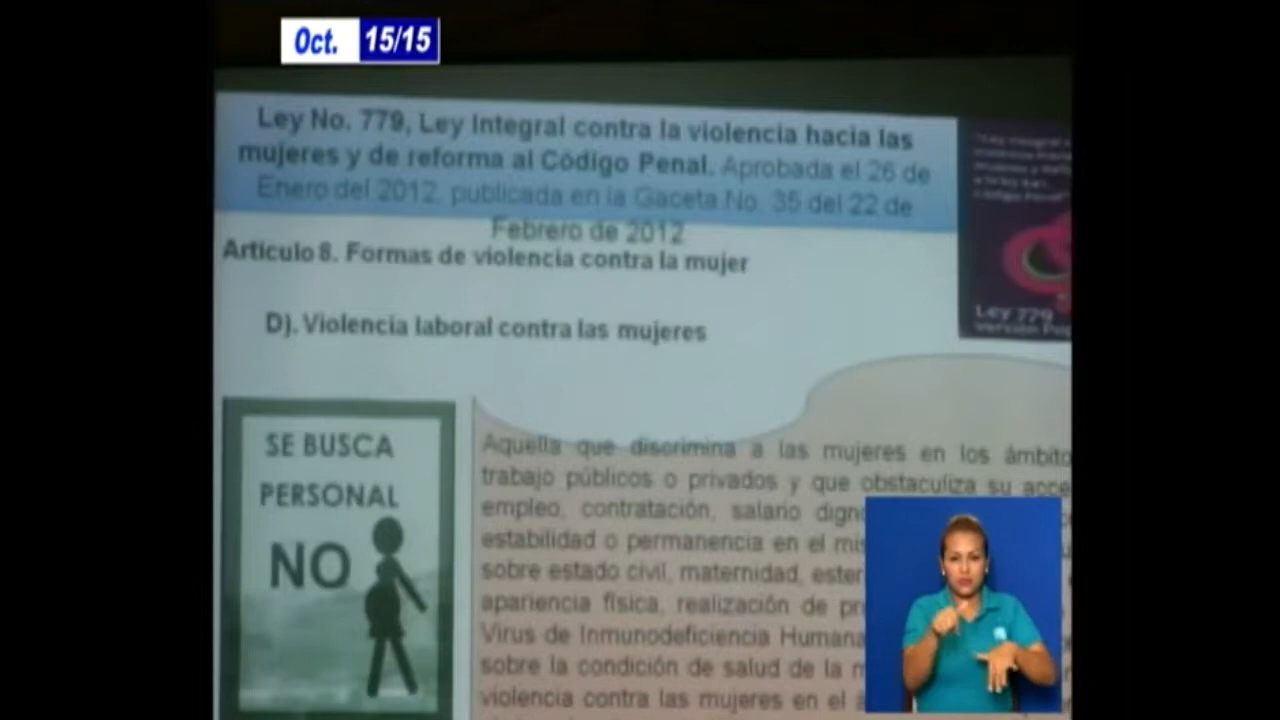 Oct. 15/15
Ley No. 779, Ley Integral contra la violencia hacia las
mujeres y de reforma al Código Penal. Aprobada el 26 de
Enero del 2012, publicada en la Gaceta No. 35 del 22 de
Febrero de 2012
Articulo 8. Formas de violencia contra la mujer
D). Violencia laboral contra las mujeres
Ley 779
SE BUSCA
PERSONAL
NO
Aquella que discrimina a las mujeres en los ámbito
trabajo públicos o privados y que obstaculiza su
empleo, contratación, salario
estabilidad o permanencia en el
sobre estado civil, maternidad,
apariencia física, realización de
Virus de Inmunodeficiencia Humana
sobre la condición de salud de la
violencia contra las mujeres en el